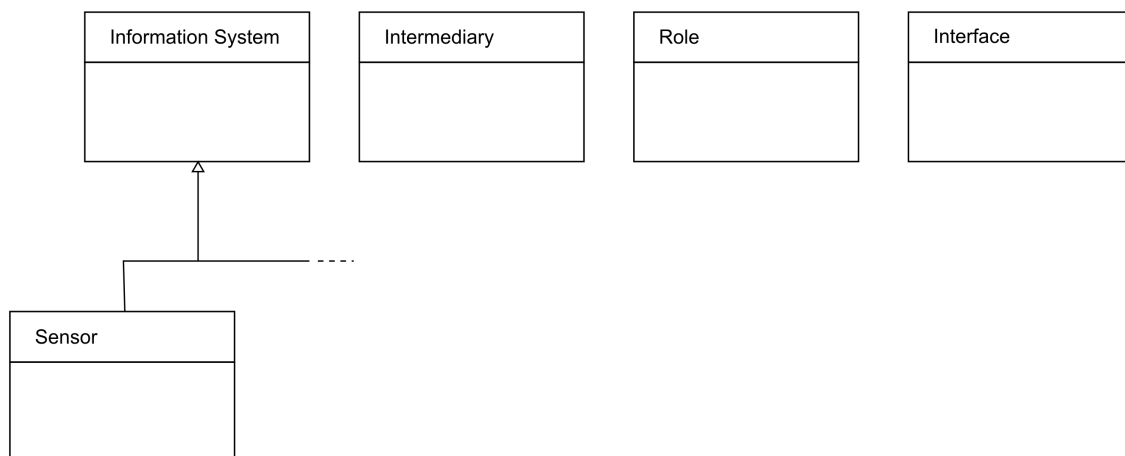 Information System
Intermediary
Role
Interface
Sensor